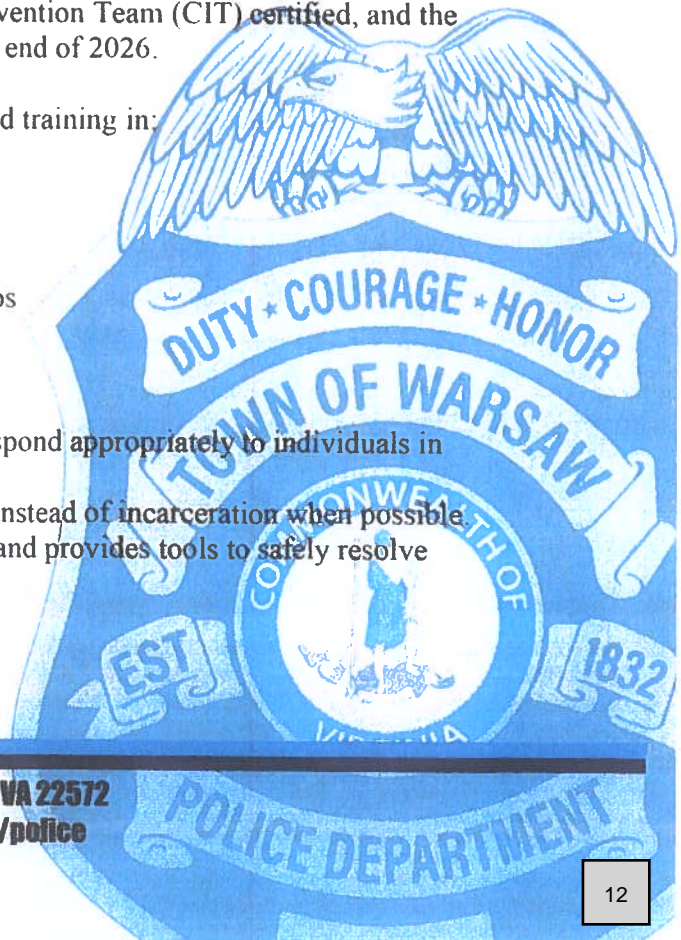 vention Team (CIT) certified, and the
end of 2026.
d training in:
os
DUTY ★ COURAGE ★ HONOR
TOWN OF WARSAW
spond appropriately to individuals in
nstead of incarceration when possible.
and provides tools to safely resolve
COMMONWEALTH OF
VIRGINIA
EST
1832
VA 22572
/police
POLICE DEPARTMENT
12